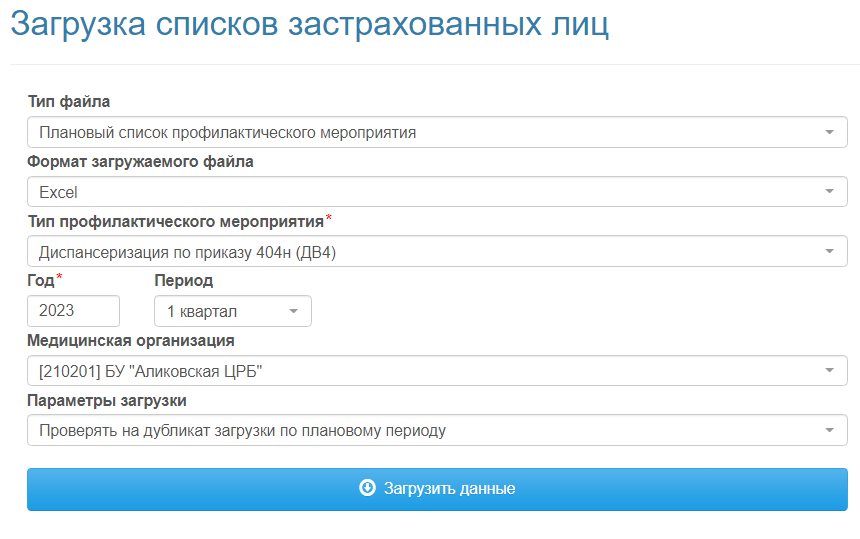 Загрузка списков застрахованных лиц
Тип файла
Плановый список профилактического мероприятия
Формат загружаемого файла
Excel
Тип профилактического мероприятия*
Диспансеризация по приказу 404н (ДВ4)
Год* Период
2023 1 квартал
Медицинская организация
[210201] БУ "Аликовская ЦРБ"
Параметры загрузки
Проверять на дубликат загрузки по плановому периоду
Загрузить данные